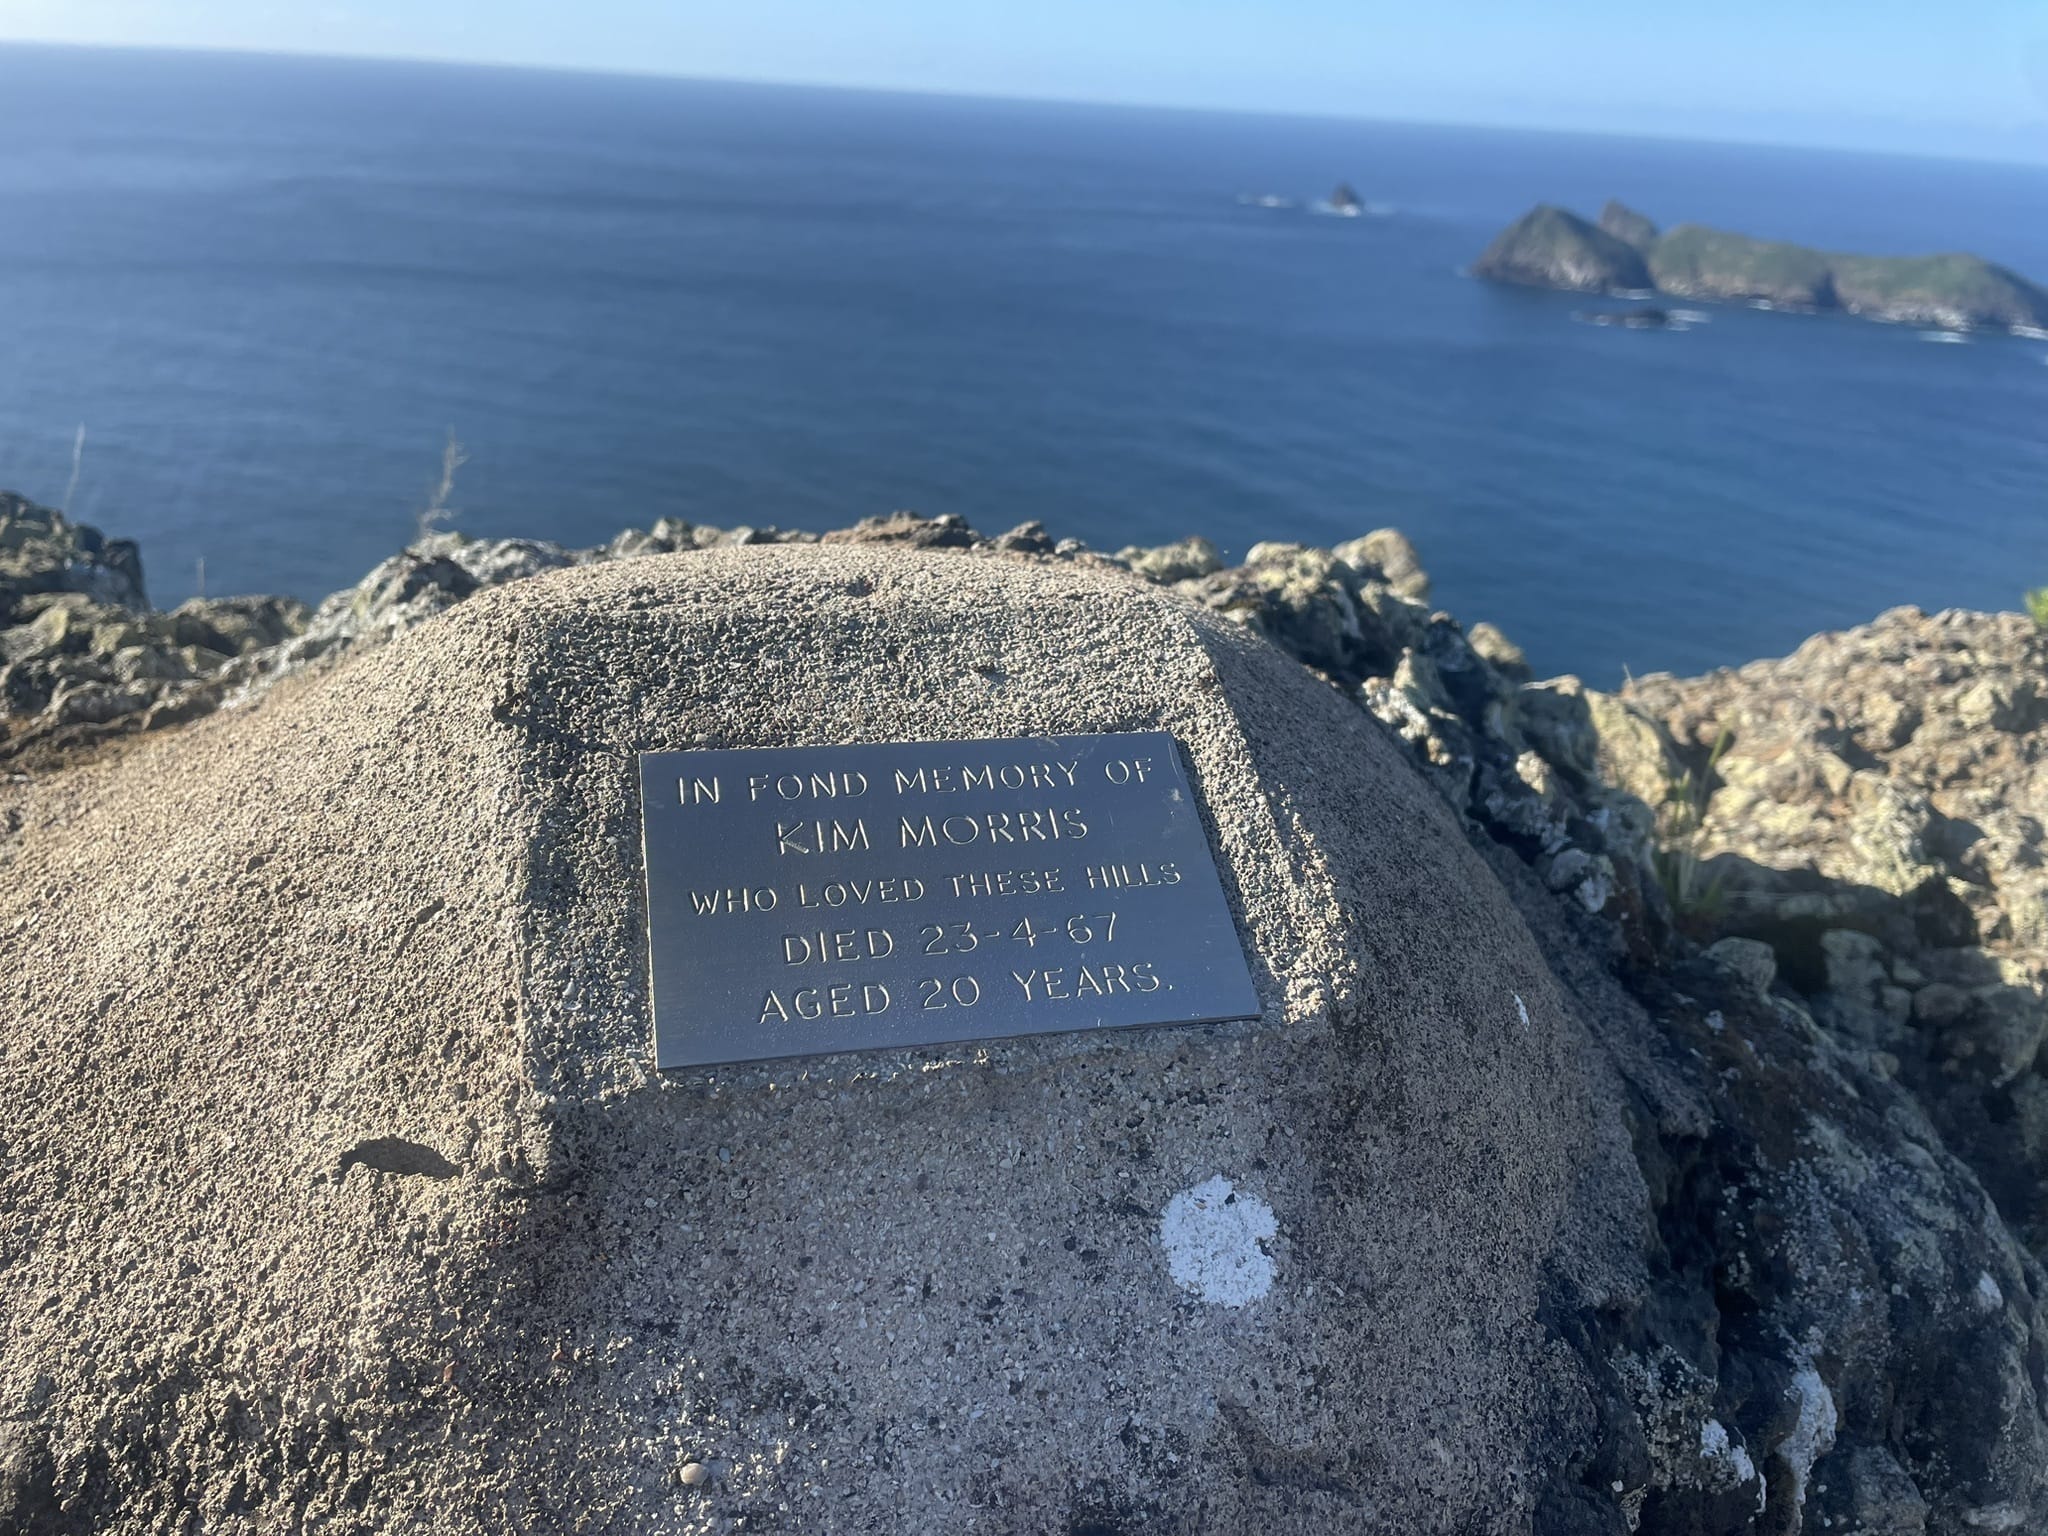 IN FOND MEMORY OF
KIM MORRIS
WHO LOVED THESE HILLS
DIED 23-4-67
AGED 20 YEARS.